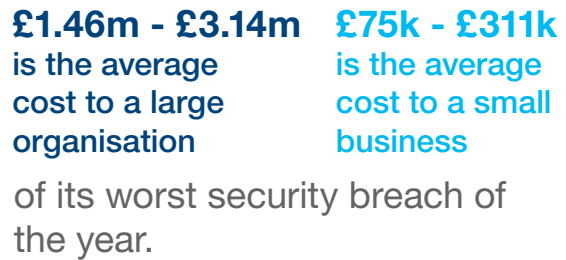 £1.46m - £3.14m
is the average
cost to a large
organisation
£75k - £311k
is the average
cost to a small
business
of its worst security breach of
the year.